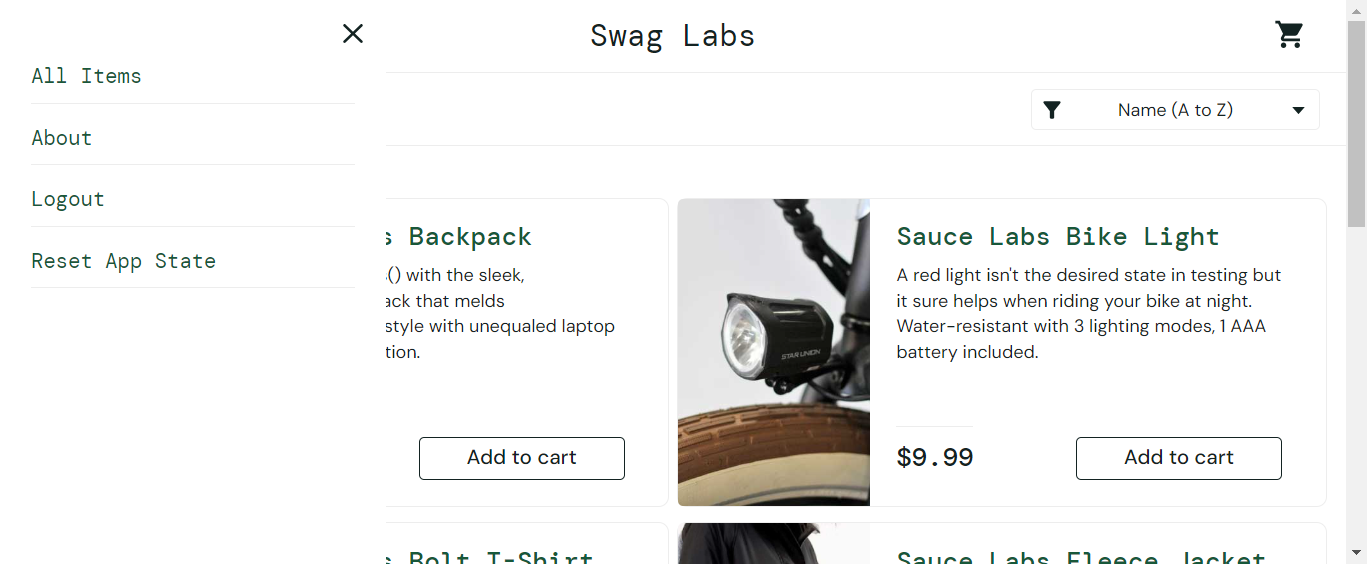 Swag Labs
All Items
About
Logout
Reset App State
Name (A to Z)
s Backpack
.() with the sleek,
ack that melds
style with unequaled laptop
tion.
Add to cart
STAR UNION
Sauce Labs Bike Light
A red light isn't the desired state in testing but
it sure helps when riding your bike at night.
Water-resistant with 3 lighting modes, 1 AAA
battery included.
$9.99
Add to cart
s Bolt T-Shirt
Sauce Labs Fleece Jacket